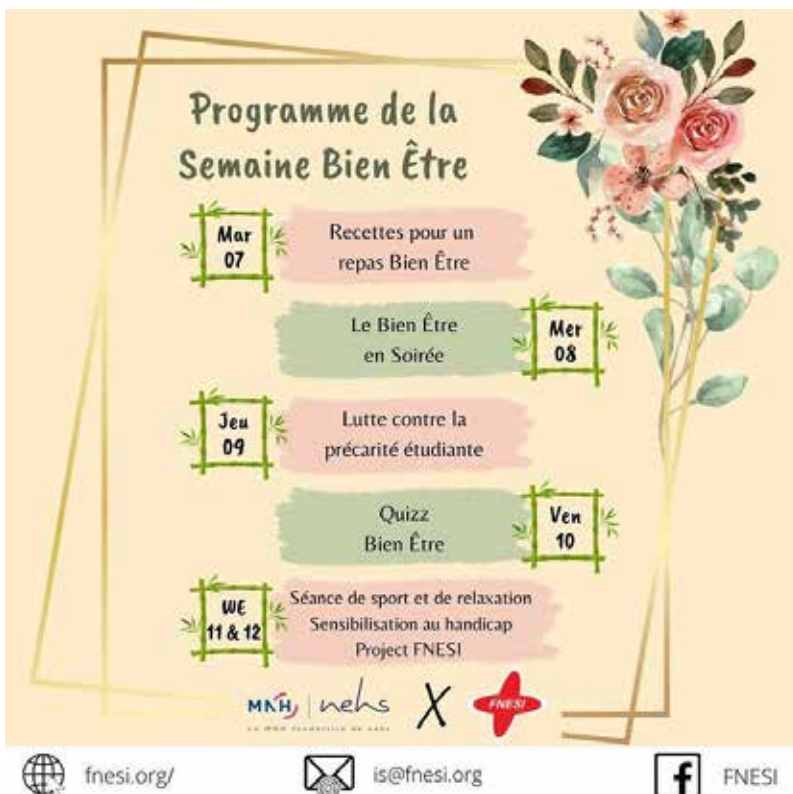 Programme de la
Semaine Bien Être
Mar
07
Recettes pour un
repas Bien Être
Le Bien Être
en Soirée
Mer
08
Jeu
09
Lutte contre la
précarité étudiante
Quizz
Bien Être
Ven
10
WE
11 & 12
Séance de sport et de relaxation
Sensibilisation au handicap
Project FNESI
MNH nehs X FNESI
fnesi.org/
is@fnesi.org
f FNESI